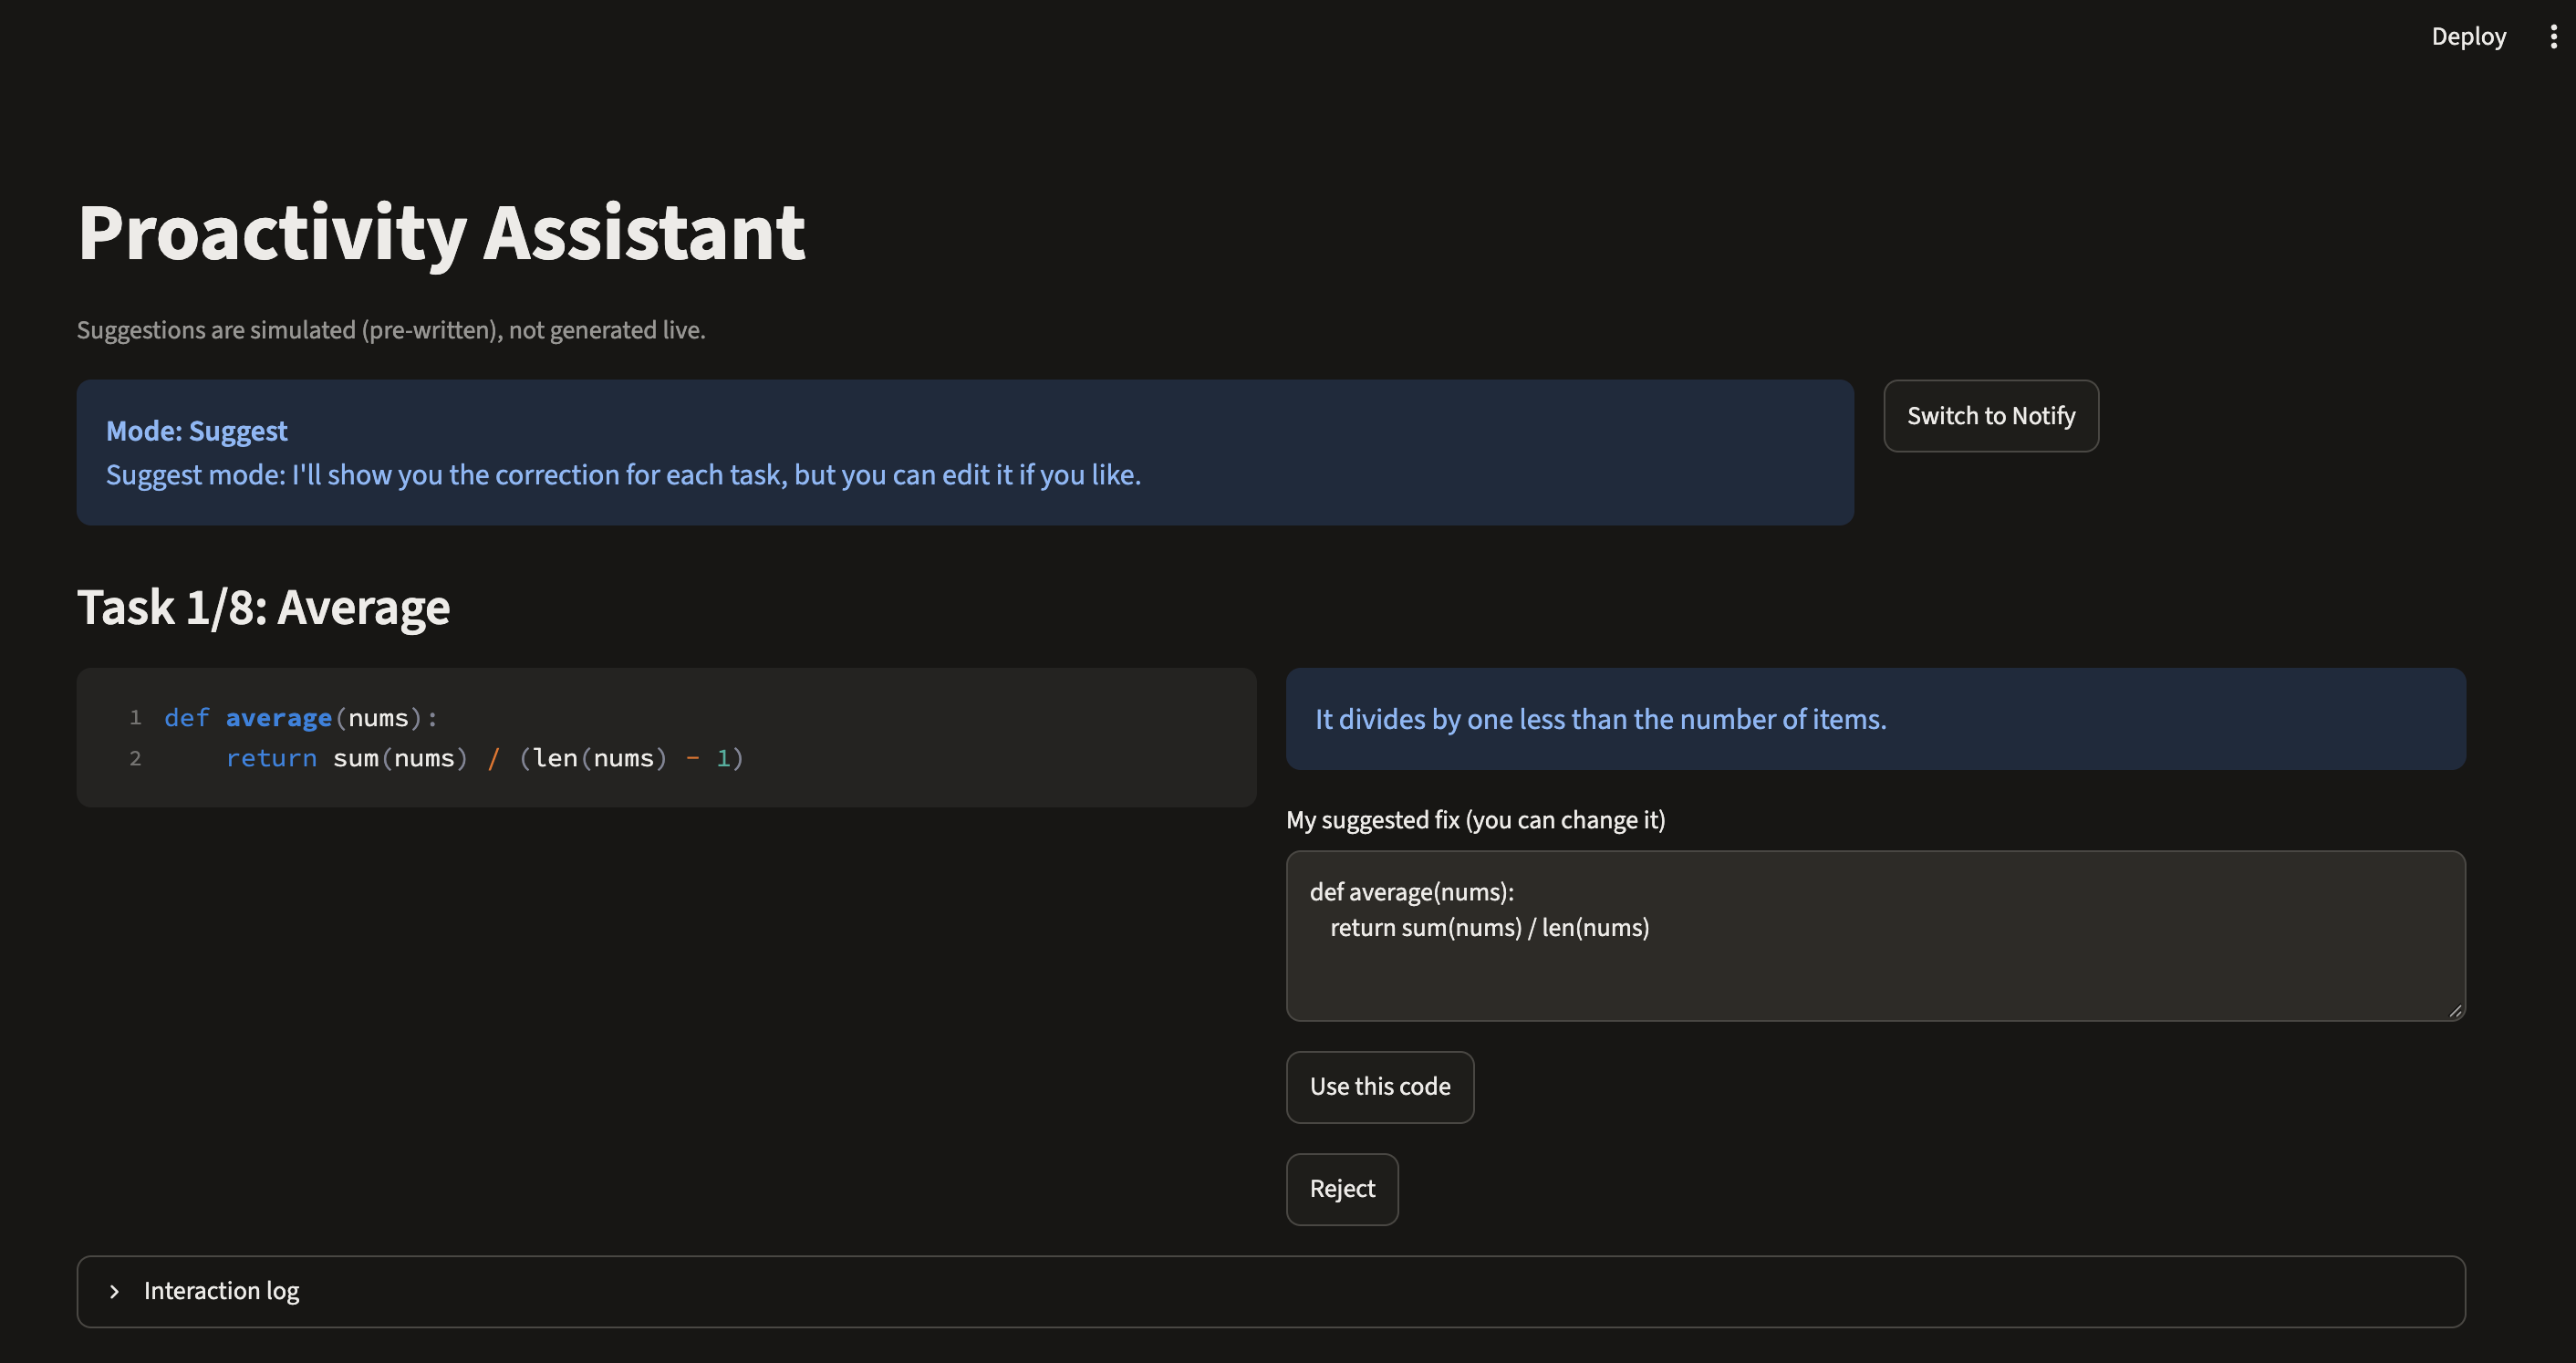 Deploy
Proactivity Assistant
Suggestions are simulated (pre-written), not generated live.
Mode: Suggest
Suggest mode: I'll show you the correction for each task, but you can edit it if you like.
Switch to Notify
Task 1/8: Average
1 def average(nums):
2     return sum(nums) / (len(nums) - 1)
It divides by one less than the number of items.
My suggested fix (you can change it)
def average(nums):
    return sum(nums) / len(nums)
Use this code
Reject
Interaction log